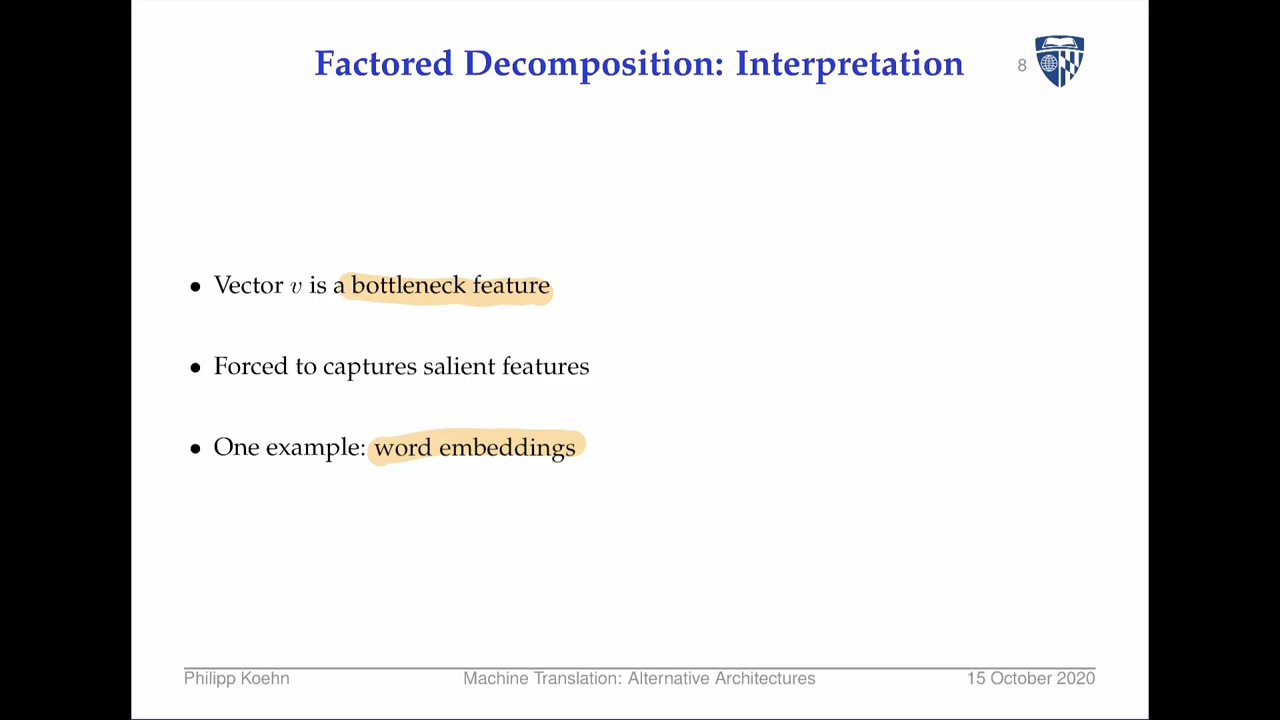 Factored Decomposition: Interpretation
8
• Vector v is a bottleneck feature
• Forced to captures salient features
• One example: word embeddings
Philipp Koehn Machine Translation: Alternative Architectures 15 October 2020